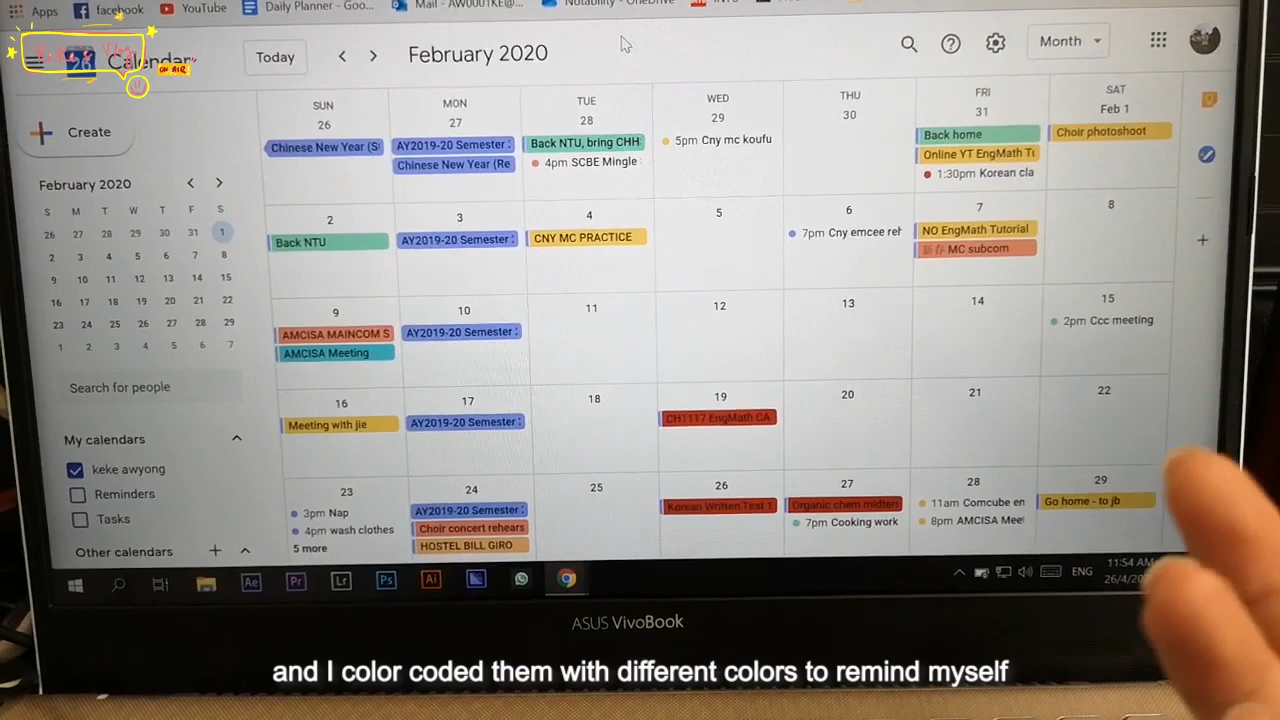 Apps
facebook
YouTube
Daily Planner - Goo...
Mail - AW0001KE@...
Notability - OneDrive
ON AIR
Calendar
Today
February 2020
Month
Create
February 2020
S M T W T F S
26 27 28 29 30 31 1
2 3 4 5 6 7 8
9 10 11 12 13 14 15
16 17 18 19 20 21 22
23 24 25 26 27 28 29
1 2 3 4 5 6 7
Search for people
My calendars
keke awyong
Reminders
Tasks
Other calendars
SUN MON TUE WED THU FRI SAT
26 27 28 29 30 31 Feb 1
Chinese New Year (S
AY2019-20 Semester :
Chinese New Year (Re
Back NTU, bring CHH
4pm SCBE Mingle
5pm Cny mc koufu
Back home
Online YT EngMath Tu
1:30pm Korean cla
Choir photoshoot
2 3 4 5 6 7 8
Back NTU
AY2019-20 Semester :
CNY MC PRACTICE
7pm Cny emcee reh
NO EngMath Tutorial
新春 MC subcom
9 10 11 12 13 14 15
AMCISA MAINCOM S
AMCISA Meeting
AY2019-20 Semester :
2pm Ccc meeting
16 17 18 19 20 21 22
Meeting with jie
AY2019-20 Semester :
CH1117 EngMath CA
23 24 25 26 27 28 29
3pm Nap
4pm wash clothes
5 more
AY2019-20 Semester :
Choir concert rehears
HOSTEL BILL GIRO
Korean Written Test 1
Organic chem midter
7pm Cooking work
11am Comcube en
8pm AMCISA Mee
Go home - to jb
Ae Pr Lr Ps Ai
ENG
11:54 AM
26/4/
ASUS VivoBook
and I color coded them with different colors to remind myself